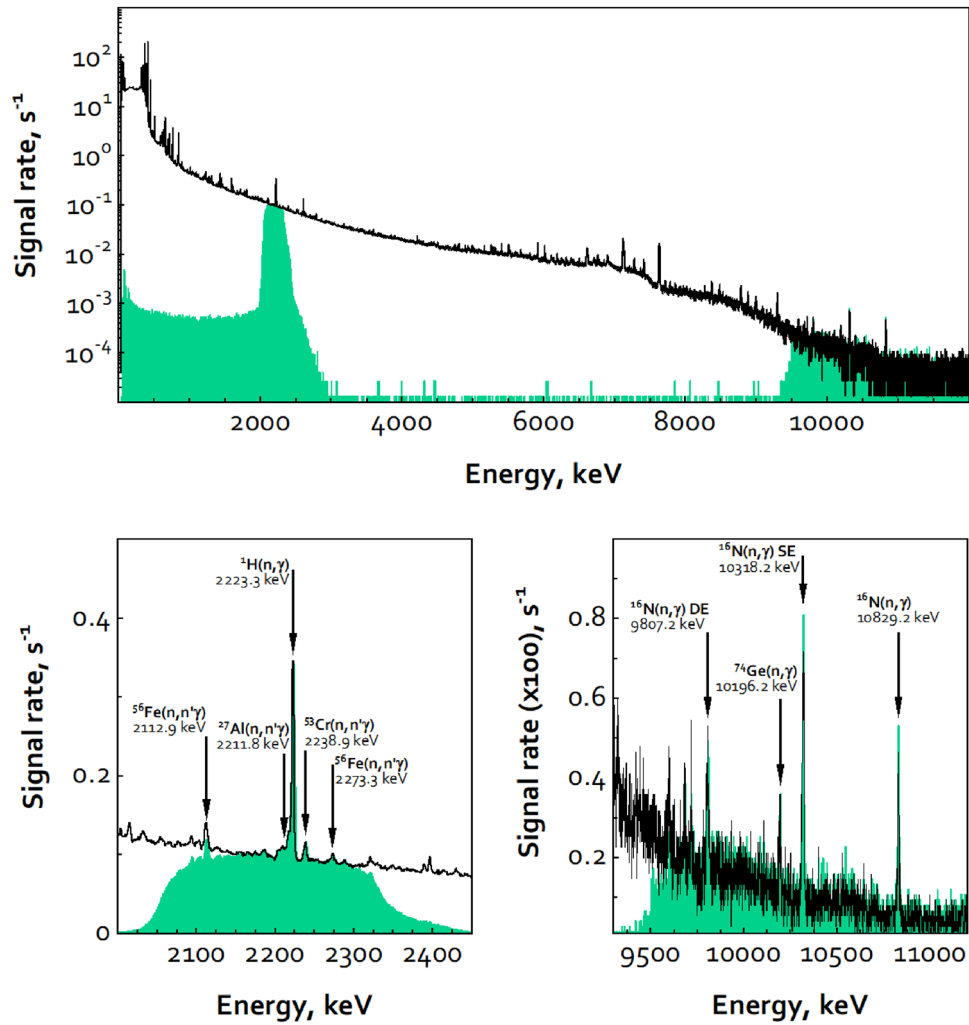 Signal rate, s⁻¹
10²
10¹
10⁰
10⁻¹
10⁻²
10⁻³
10⁻⁴
2000 4000 6000 8000 10000
Energy, keV
Signal rate, s⁻¹
0.4
0.2
0
¹H(n,γ)
2223.3 keV
⁵⁶Fe(n,n'γ)
2112.9 keV
²⁷Al(n,n'γ)
2211.8 keV
⁵³Cr(n,n'γ)
2238.9 keV
⁵⁶Fe(n,n'γ)
2273.3 keV
2100 2200 2300 2400
Energy, keV
Signal rate (x100), s⁻¹
0.8
0.6
0.4
0.2
¹⁶N(n,γ) SE
10318.2 keV
¹⁶N(n,γ) DE
9807.2 keV
¹⁶N(n,γ)
10829.2 keV
⁷⁴Ge(n,γ)
10196.2 keV
9500 10000 10500 11000
Energy, keV